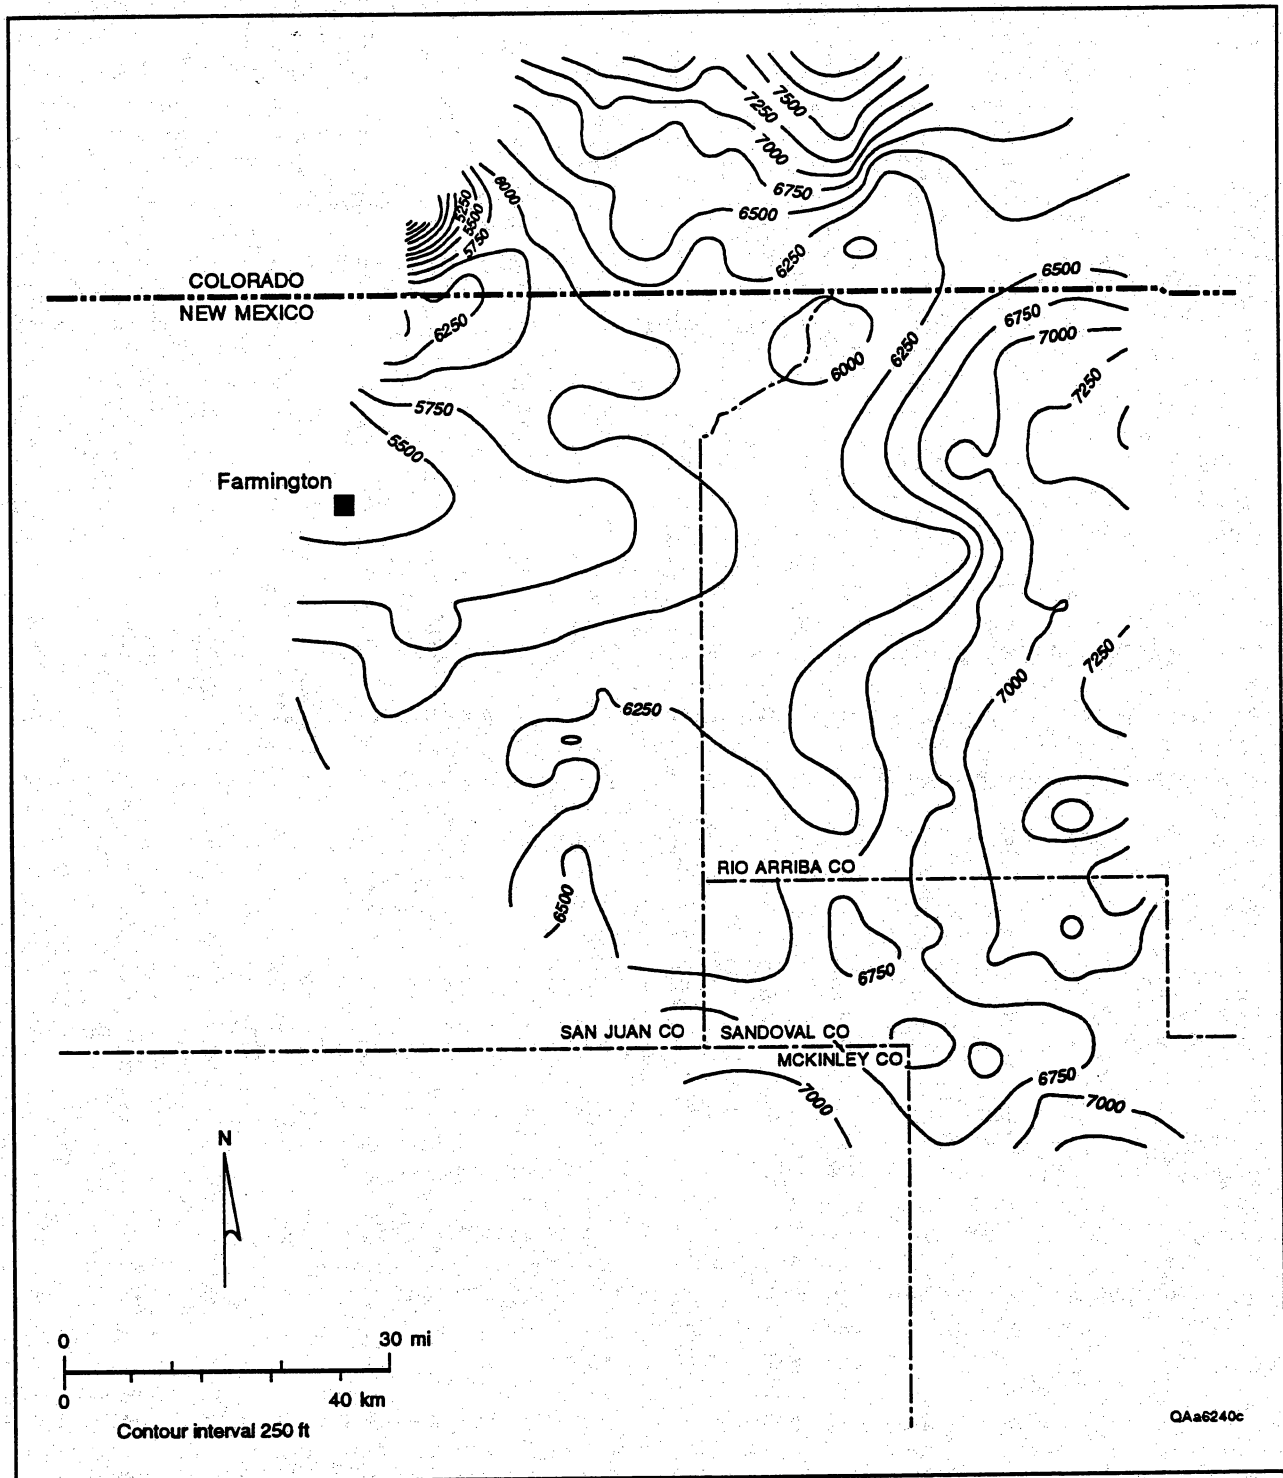 7500
7250
7000
6750
6500
6000
5250
5500
5750
6250
COLORADO
NEW MEXICO
6250
6500
6750
7000
7250
6250
6000
5750
5500
Farmington
7250
7000
6250
6500
RIO ARRIBA CO
6750
SAN JUAN CO
SANDOVAL CO
MCKINLEY CO
6750
7000
7000
N
0
30 mi
0
40 km
Contour interval 250 ft
QAa6240c